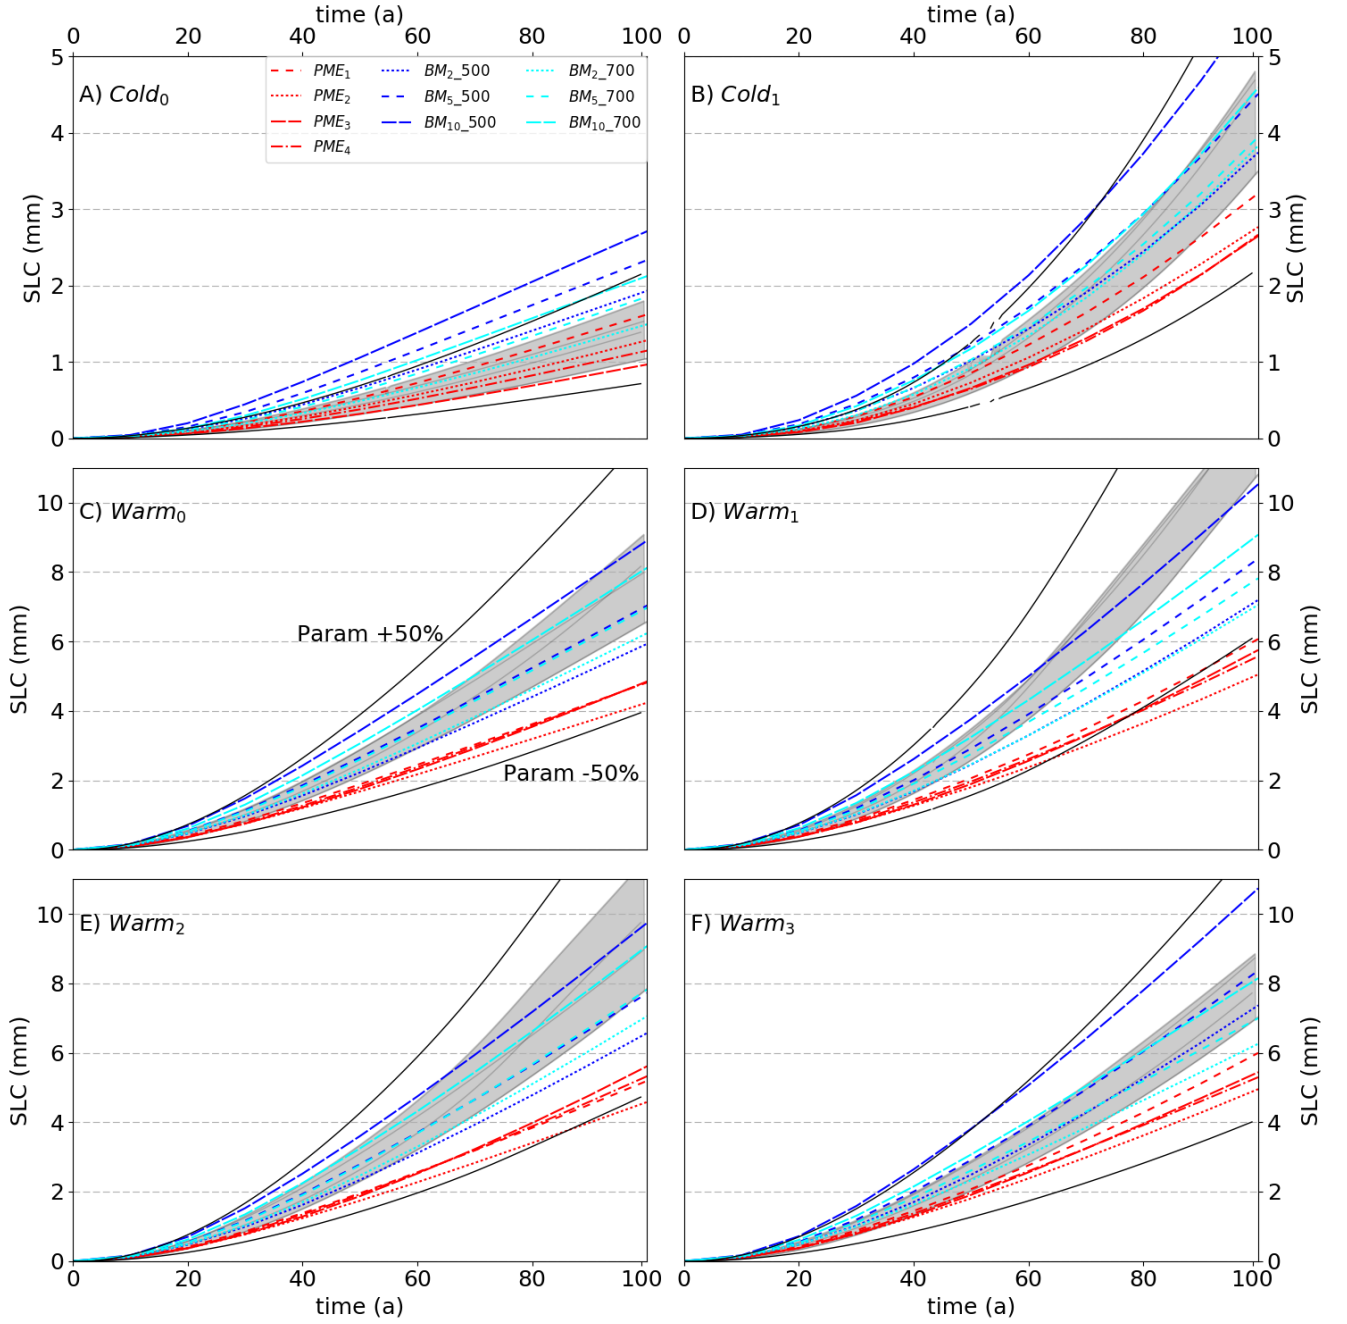 time (a)
time (a)
0 20 40 60 80 100
0 20 40 60 80 100
5
4
3
2
1
0
SLC (mm)
A) Cold₀
PME₁
PME₂
PME₃
PME₄
BM₂_500
BM₅_500
BM₁₀_500
BM₂_700
BM₅_700
BM₁₀_700
B) Cold₁
5
4
3
2
1
0
SLC (mm)
10
8
6
4
2
0
SLC (mm)
C) Warm₀
Param +50%
Param -50%
D) Warm₁
10
8
6
4
2
0
SLC (mm)
10
8
6
4
2
0
SLC (mm)
E) Warm₂
F) Warm₃
10
8
6
4
2
0
SLC (mm)
0 20 40 60 80 100
0 20 40 60 80 100
time (a)
time (a)